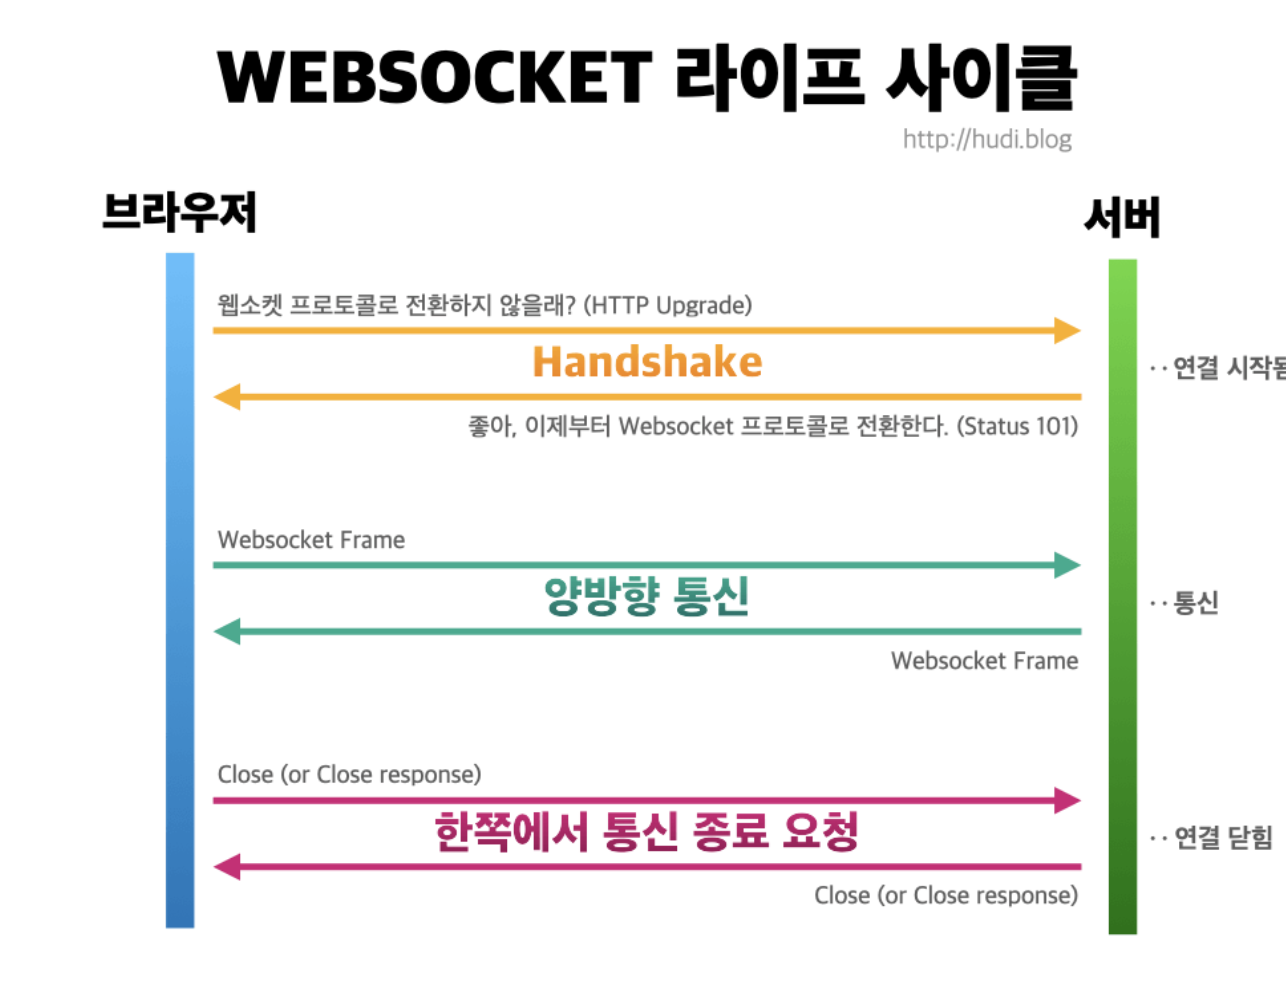 WEBSOCKET 라이프 사이클
http://hudi.blog
브라우저
서버
웹소켓 프로토콜로 전환하지 않을래? (HTTP Upgrade)
Handshake
·· 연결 시작됨
좋아, 이제부터 Websocket 프로토콜로 전환한다. (Status 101)
Websocket Frame
양방향 통신
·· 통신
Websocket Frame
Close (or Close response)
한쪽에서 통신 종료 요청
·· 연결 닫힘
Close (or Close response)